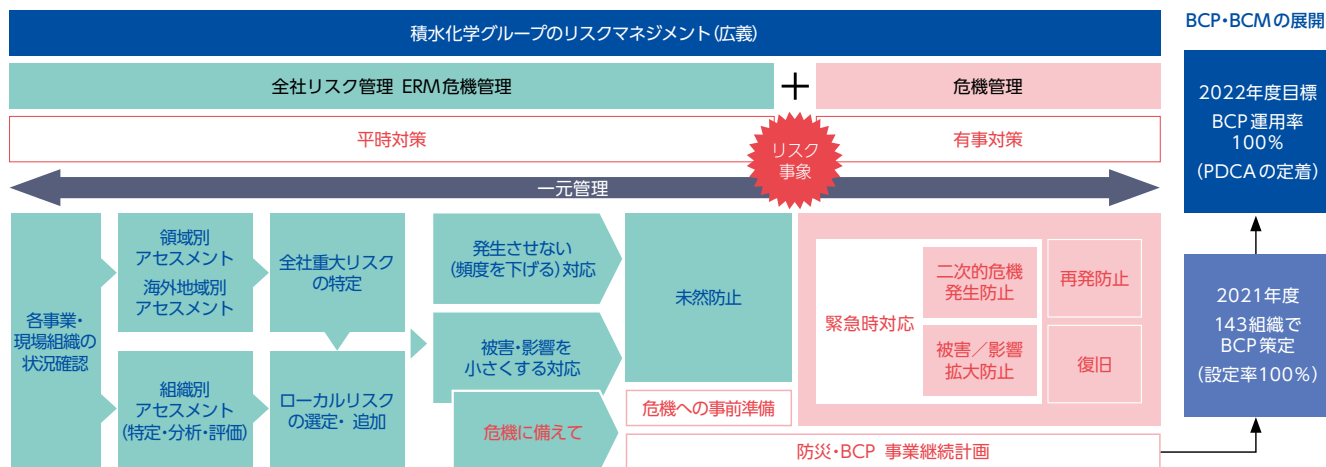 積水化学グループのリスクマネジメント(広義)
全社リスク管理 ERM危機管理
+
危機管理
平時対策
リスク
事象
有事対策
一元管理
各事業・
現場組織の
状況確認
領域別
アセスメント
海外地域別
アセスメント
組織別
アセスメント
(特定・分析・評価)
全社重大リスク
の特定
ローカルリスク
の選定・追加
発生させない
(頻度を下げる)対応
被害・影響を
小さくする対応
危機に備えて
未然防止
危機への事前準備
緊急時対応
二次的危機
発生防止
被害/影響
拡大防止
再発防止
復旧
防災・BCP 事業継続計画
BCP・BCMの展開
2022年度目標
BCP運用率
100%
(PDCAの定着)
2021年度
143組織で
BCP策定
(設定率100%)